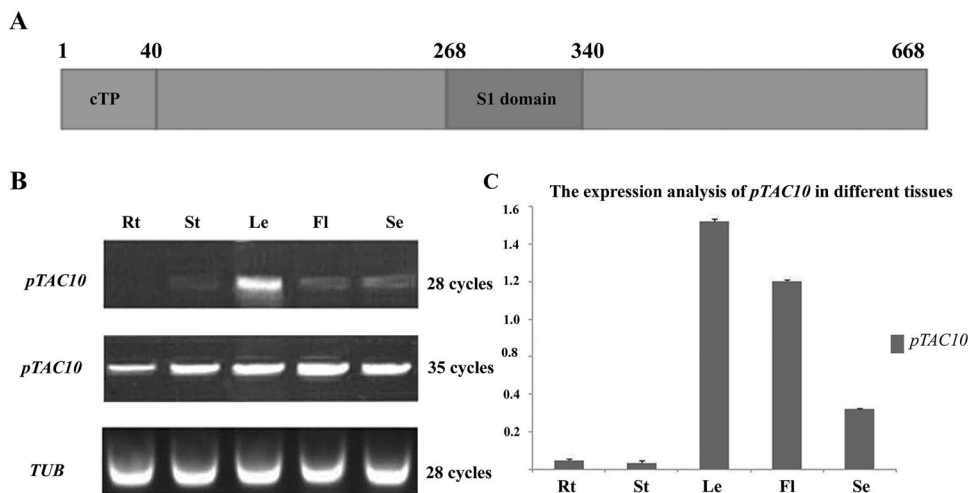 A
1 40 268 340 668
cTP S1 domain
B
Rt St Le Fl Se
pTAC10 28 cycles
pTAC10 35 cycles
TUB 28 cycles
C
The expression analysis of pTAC10 in different tissues
1.6
1.4
1.2
1.0
0.8
0.6
0.4
0.2
Rt St Le Fl Se
pTAC10